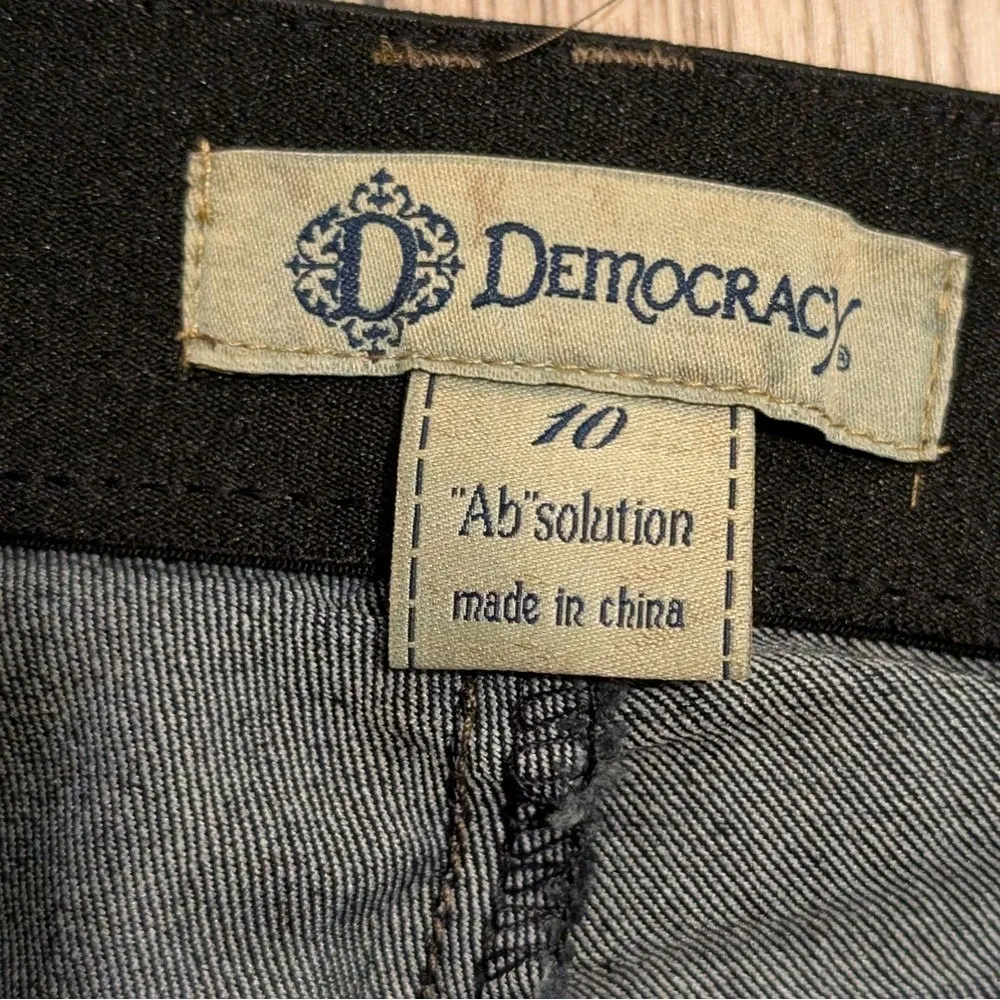 D DEMOCRACY®
10
"Ab"solution
made in china